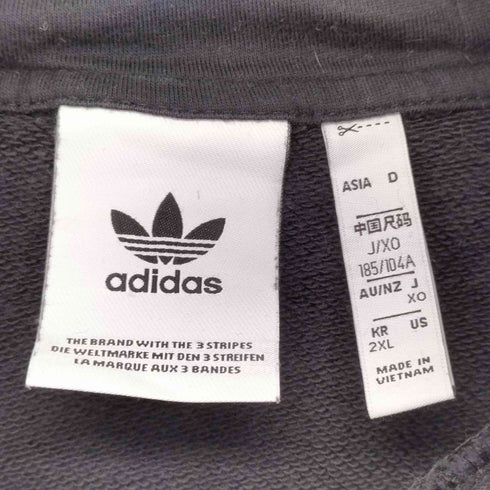 adidas
THE BRAND WITH THE 3 STRIPES
DIE WELTMARKE MIT DEN 3 STREIFEN
LA MARQUE AUX 3 BANDES
ASIA D
中国尺码
J/XO
185/104A
AU/NZ J
XO
KR US
2XL
MADE IN
VIETNAM